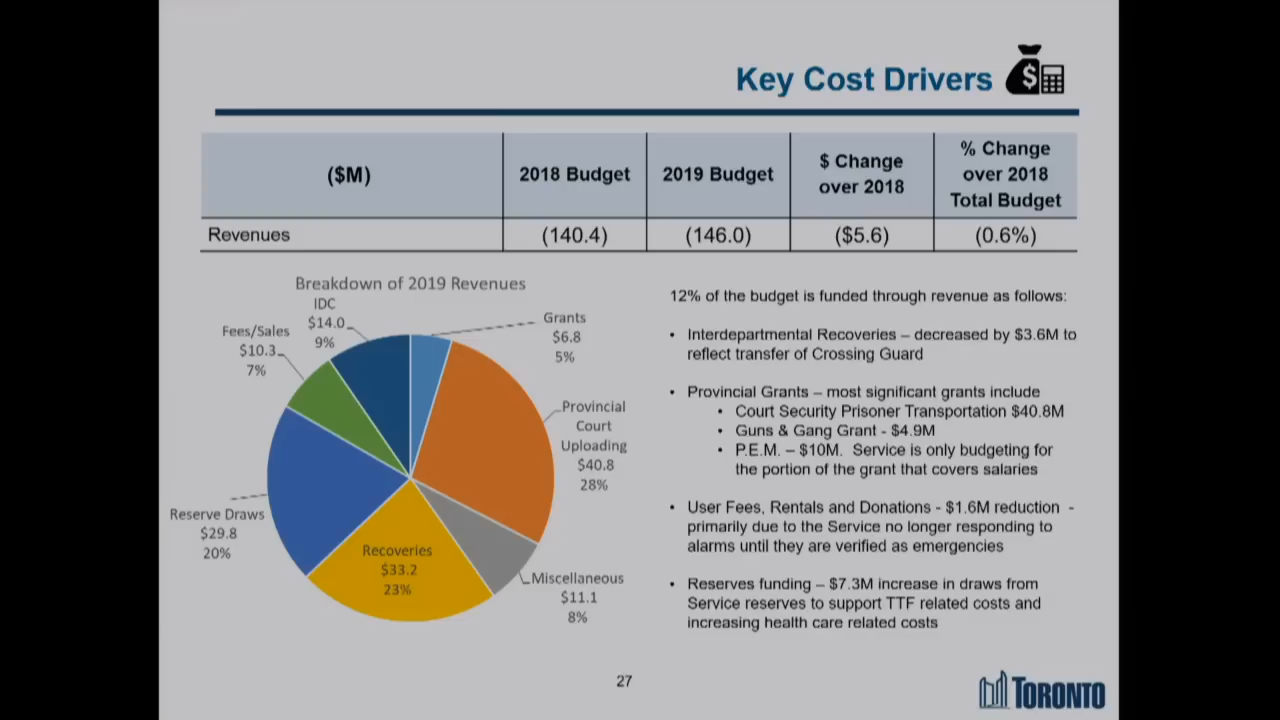 Key Cost Drivers
$
($M)
2018 Budget
2019 Budget
$ Change
over 2018
% Change
over 2018
Total Budget
Revenues
(140.4)
(146.0)
($5.6)
(0.6%)
Breakdown of 2019 Revenues
IDC
$14.0
9%
Fees/Sales
$10.3
7%
Grants
$6.8
5%
Provincial
Court
Uploading
$40.8
28%
Reserve Draws
$29.8
20%
Recoveries
$33.2
23%
Miscellaneous
$11.1
8%
12% of the budget is funded through revenue as follows:
• Interdepartmental Recoveries – decreased by $3.6M to
reflect transfer of Crossing Guard
• Provincial Grants – most significant grants include
• Court Security Prisoner Transportation $40.8M
• Guns & Gang Grant - $4.9M
• P.E.M. – $10M. Service is only budgeting for
the portion of the grant that covers salaries
• User Fees, Rentals and Donations - $1.6M reduction -
primarily due to the Service no longer responding to
alarms until they are verified as emergencies
• Reserves funding – $7.3M increase in draws from
Service reserves to support TTF related costs and
increasing health care related costs
27
TORONTO